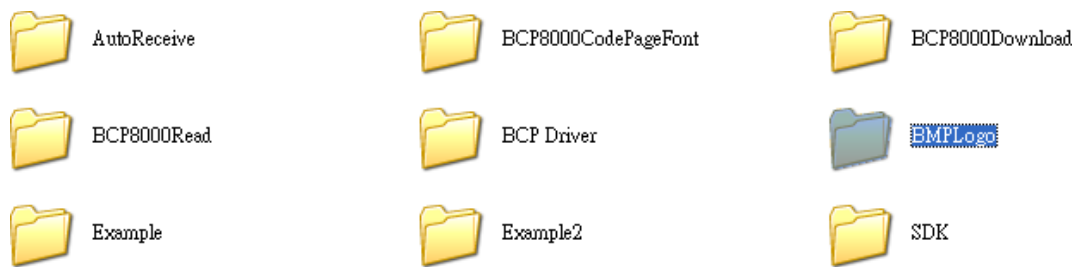 AutoReceive
BCP8000CodePageFont
BCP8000Download
BCP8000Read
BCP Driver
BMPLogo
Example
Example2
SDK